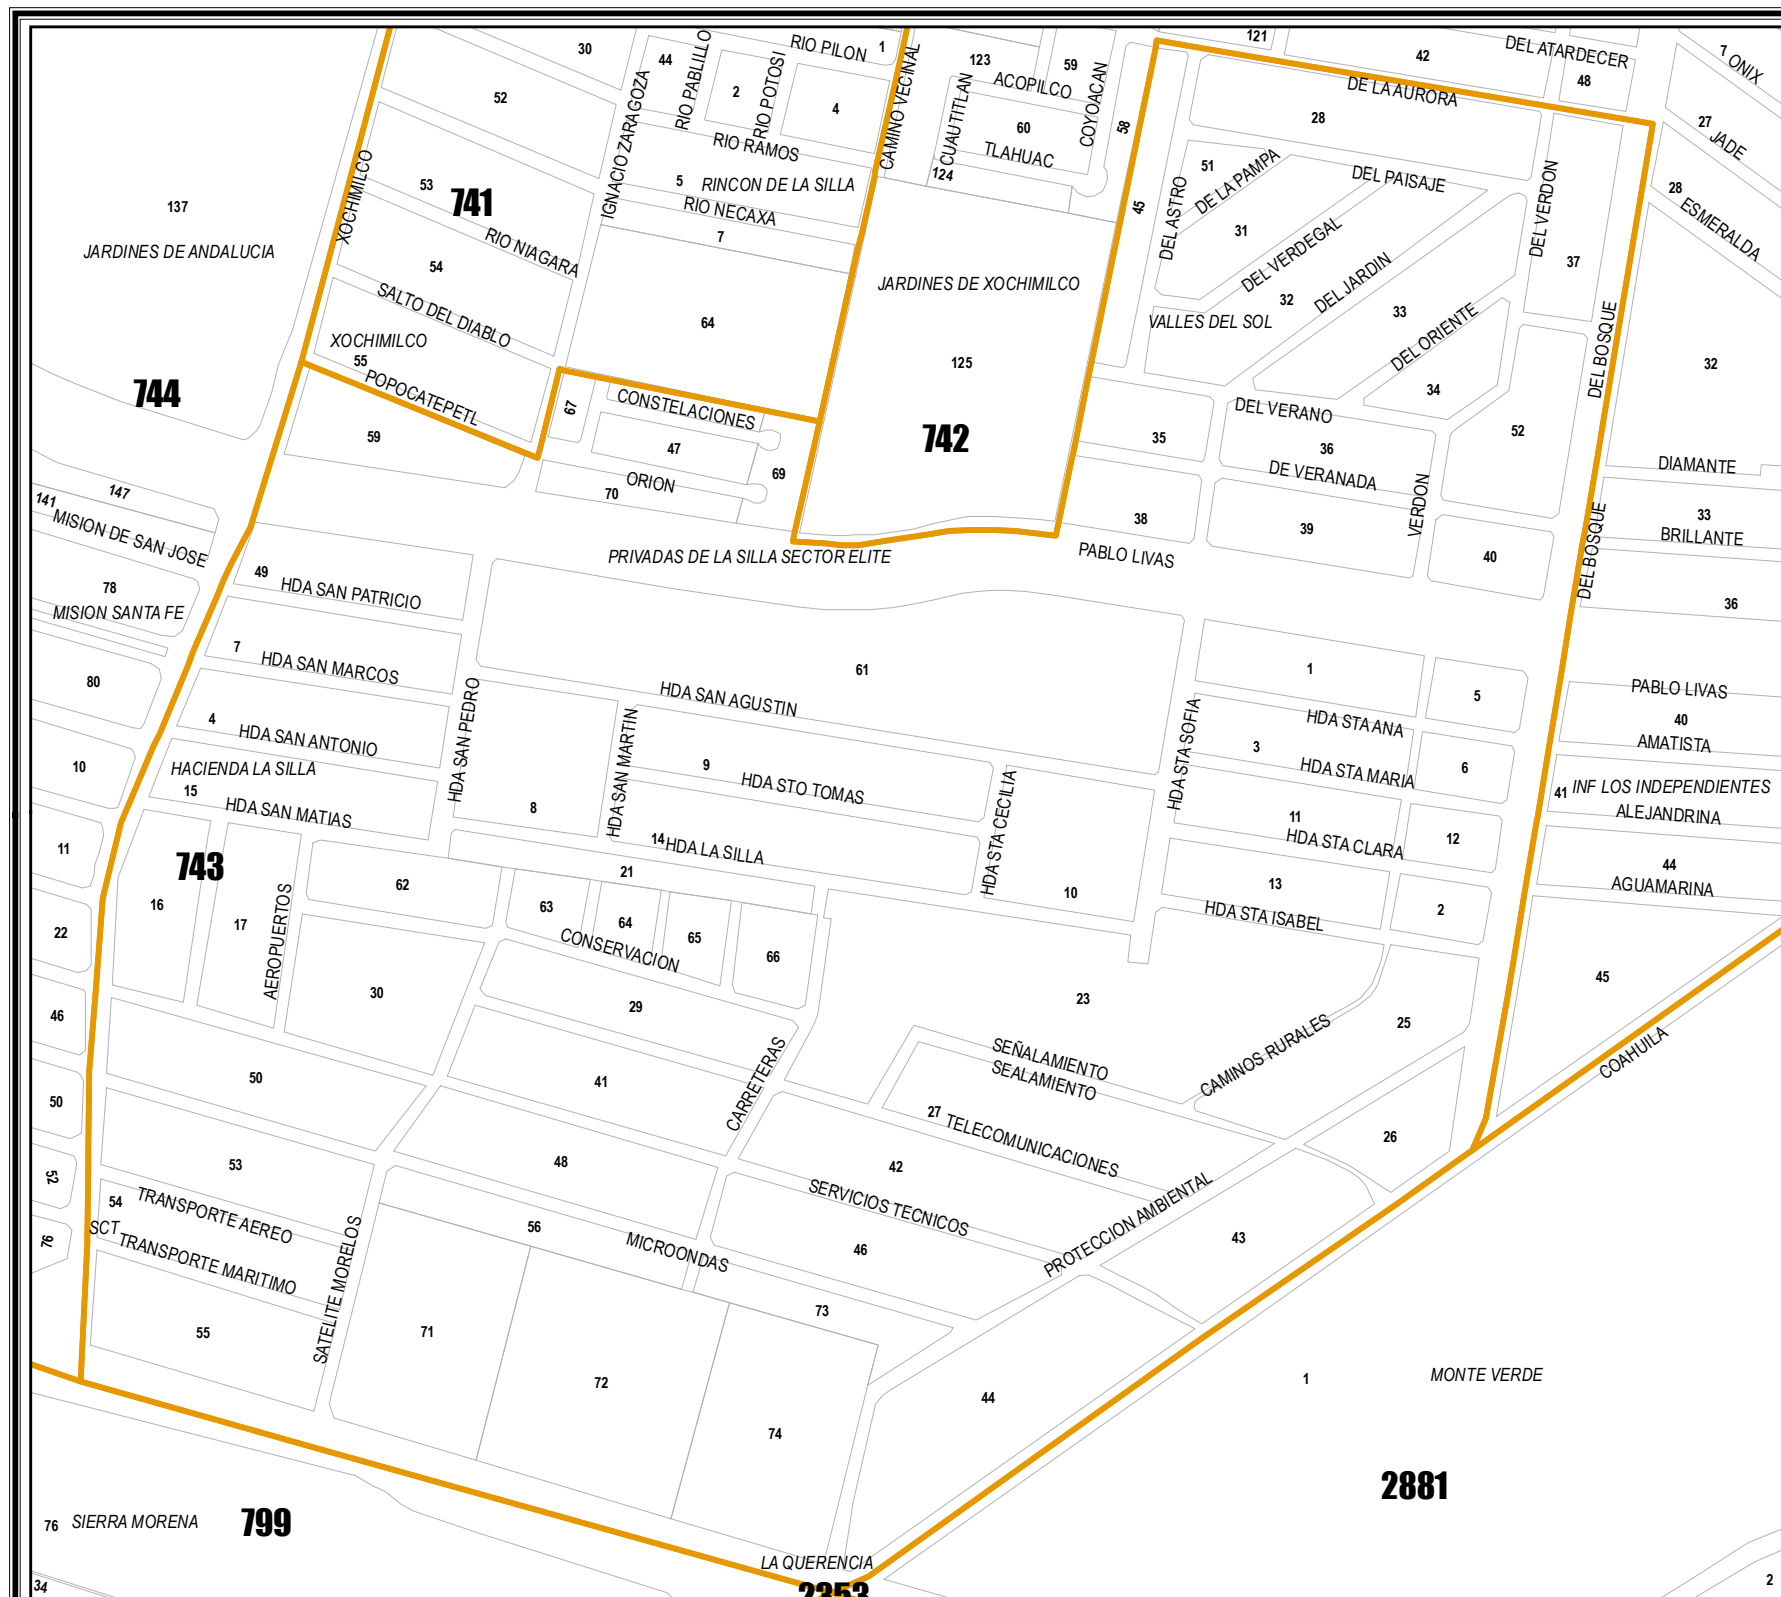 30
RIO PILON
1
121
42
DEL ATARDECER
7
ONIX
44
RIO PABLILLO
2
RIO POTOSI
4
123
59
ACOPILCO
COYOACAN
CAMINO VECINAL
CUAUTITLAN
48
DE LA AURORA
52
IGNACIO ZARAGOZA
60
58
28
27
JADE
RIO RAMOS
TLAHUAC
124
51
DE LA PAMPA
DEL PAISAJE
DEL VERDON
28
ESMERALDA
53
741
5
RINCON DE LA SILLA
45
DEL ASTRO
XOCHIMILCO
137
RIO NECAXA
7
31
RIO NIAGARA
JARDINES DE ANDALUCIA
54
JARDINES DE XOCHIMILCO
DEL VERDEGAL
DEL JARDIN
37
32
33
SALTO DEL DIABLO
64
VALLES DEL SOL
DEL ORIENTE
DEL BOSQUE
XOCHIMILCO
55
125
32
POPOCATEPETL
744
34
67
CONSTELACIONES
DEL VERANO
59
47
742
35
36
52
69
ORION
70
DE VERANADA
DIAMANTE
147
141
MISION DE SAN JOSE
38
39
VERDON
DEL BOSQUE
33
BRILLANTE
PRIVADAS DE LA SILLA SECTOR ELITE
PABLO LIVAS
40
49
HDA SAN PATRICIO
78
MISION SANTA FE
36
7
HDA SAN MARCOS
61
1
80
HDA SAN AGUSTIN
5
PABLO LIVAS
HDA SAN PEDRO
HDA SAN MARTIN
HDA STA SOFIA
HDA STA ANA
40
4
HDA SAN ANTONIO
3
AMATISTA
10
HACIENDA LA SILLA
9
HDA STO TOMAS
HDA STA CECILIA
HDA STA MARIA
6
15
HDA SAN MATIAS
8
41
INF LOS INDEPENDIENTES
11
ALEJANDRINA
11
14
HDA LA SILLA
HDA STA CLARA
12
743
21
44
62
10
13
AGUAMARINA
16
17
AEROPUERTOS
63
64
65
66
HDA STA ISABEL
2
22
CONSERVACION
30
29
23
45
46
CARRETERAS
SEÑALAMIENTO
SEALAMIENTO
CAMINOS RURALES
25
COAHUILA
50
41
50
27
TELECOMUNICACIONES
26
52
53
48
42
54
TRANSPORTE AEREO
SERVICIOS TECNICOS
PROTECCION AMBIENTAL
76
SCT
TRANSPORTE MARITIMO
SATELITE MORELOS
56
MICROONDAS
46
43
55
71
73
72
44
1
MONTE VERDE
74
2881
76
SIERRA MORENA
799
LA QUERENCIA
2353
34
2